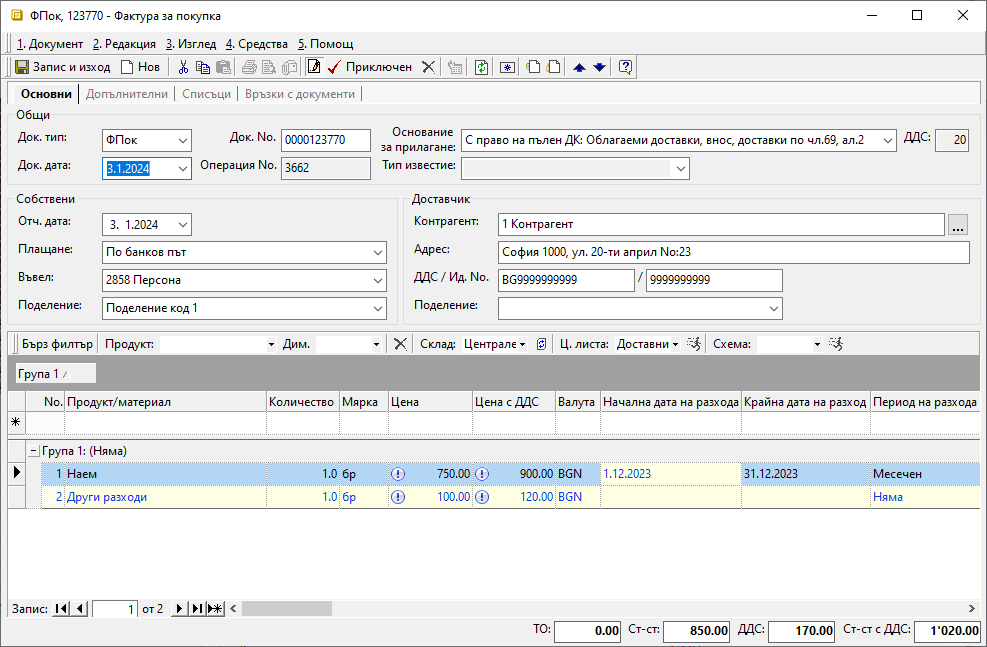 ФПок, 123770 - Фактура за покупка
1. Документ 2. Редакция 3. Изглед 4. Средства 5. Помощ
Запис и изход Нов Приключен
Основни Допълнителни Списъци Връзки с документи
Общи
Док. тип: ФПок Док. No. 0000123770 Основание за прилагане: С право на пълен ДК: Облагаеми доставки, внос, доставки по чл.69, ал.2 ДДС: 20
Док. дата: 3.1.2024 Операция No. 3662 Тип известие:
Собствени Доставчик
Отч. дата: 3. 1.2024 Контрагент: 1 Контрагент ...
Плащане: По банков път Адрес: София 1000, ул. 20-ти април No:23
Въвел: 2858 Персона ДДС / Ид. No. BG9999999999 / 9999999999
Поделение: Поделение код 1 Поделение:
Бърз филтър Продукт: Дим. Склад: Централе Ц. листа: Доставни Схема:
Група 1
No. Продукт/материал Количество Мярка Цена Цена с ДДС Валута Начална дата на разхода Крайна дата на разход Период на разхода
Група 1: (Няма)
1 Наем 1.0 бр 750.00 900.00 BGN 1.12.2023 31.12.2023 Месечен
2 Други разходи 1.0 бр 100.00 120.00 BGN Няма
Запис: 1 от 2
ТО: 0.00 Ст-ст: 850.00 ДДС: 170.00 Ст-ст с ДДС: 1'020.00